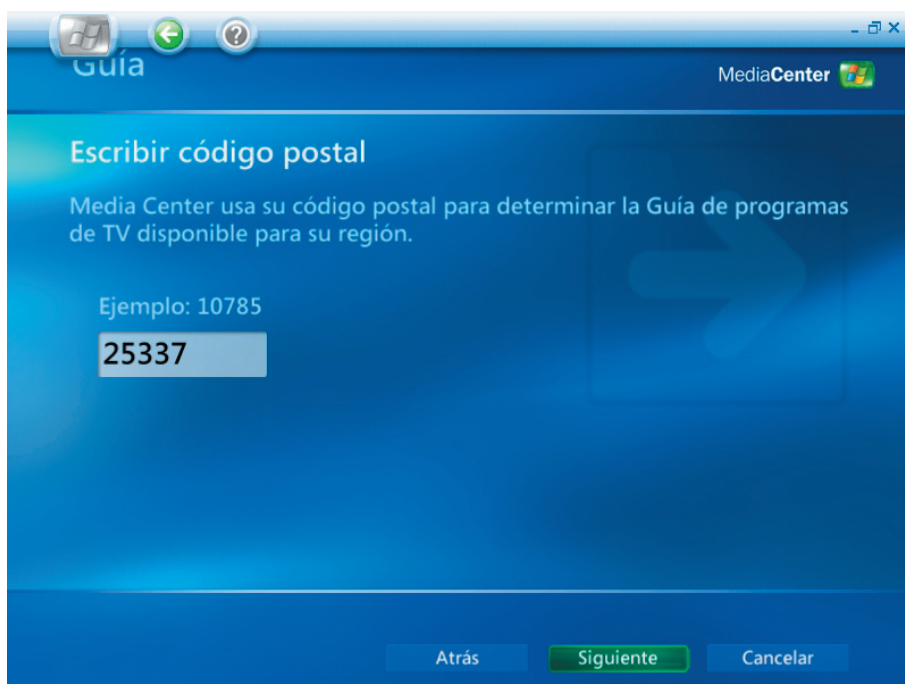 Guía
MediaCenter
Escribir código postal
Media Center usa su código postal para determinar la Guía de programas
de TV disponible para su región.
Ejemplo: 10785
25337
Atrás
Siguiente
Cancelar